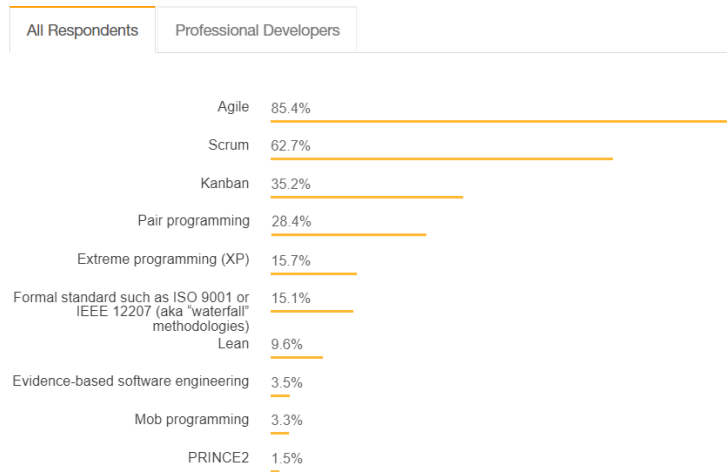 All Respondents
Professional Developers
Agile 85.4%
Scrum 62.7%
Kanban 35.2%
Pair programming 28.4%
Extreme programming (XP) 15.7%
Formal standard such as ISO 9001 or
IEEE 12207 (aka “waterfall”
methodologies) 15.1%
Lean 9.6%
Evidence-based software engineering 3.5%
Mob programming 3.3%
PRINCE2 1.5%